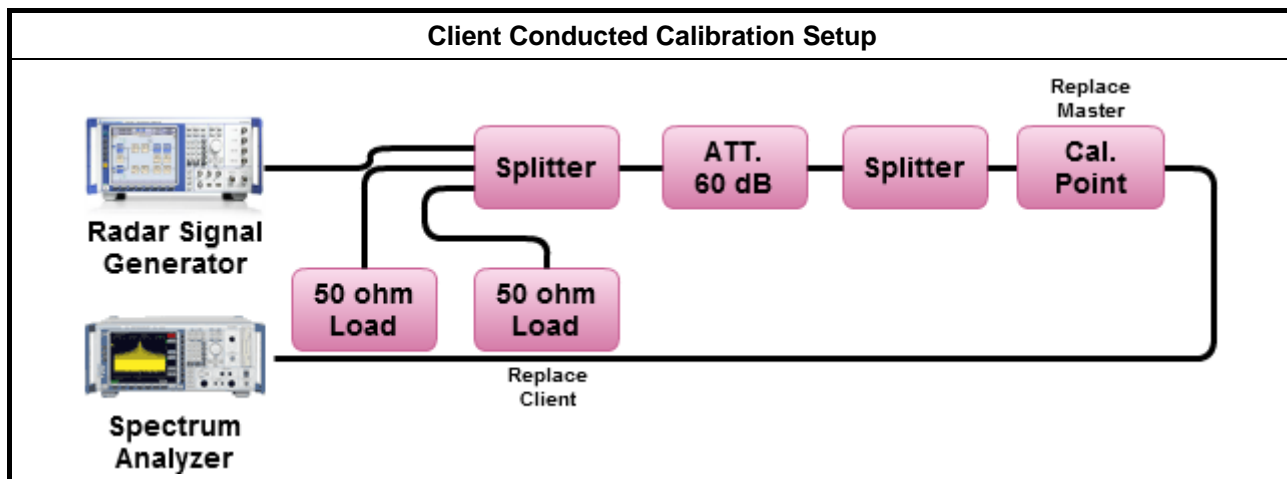 Client Conducted Calibration Setup
Replace
Master
Splitter
ATT.
60 dB
Splitter
Cal.
Point
Radar Signal
Generator
50 ohm
Load
50 ohm
Load
Replace
Client
Spectrum
Analyzer